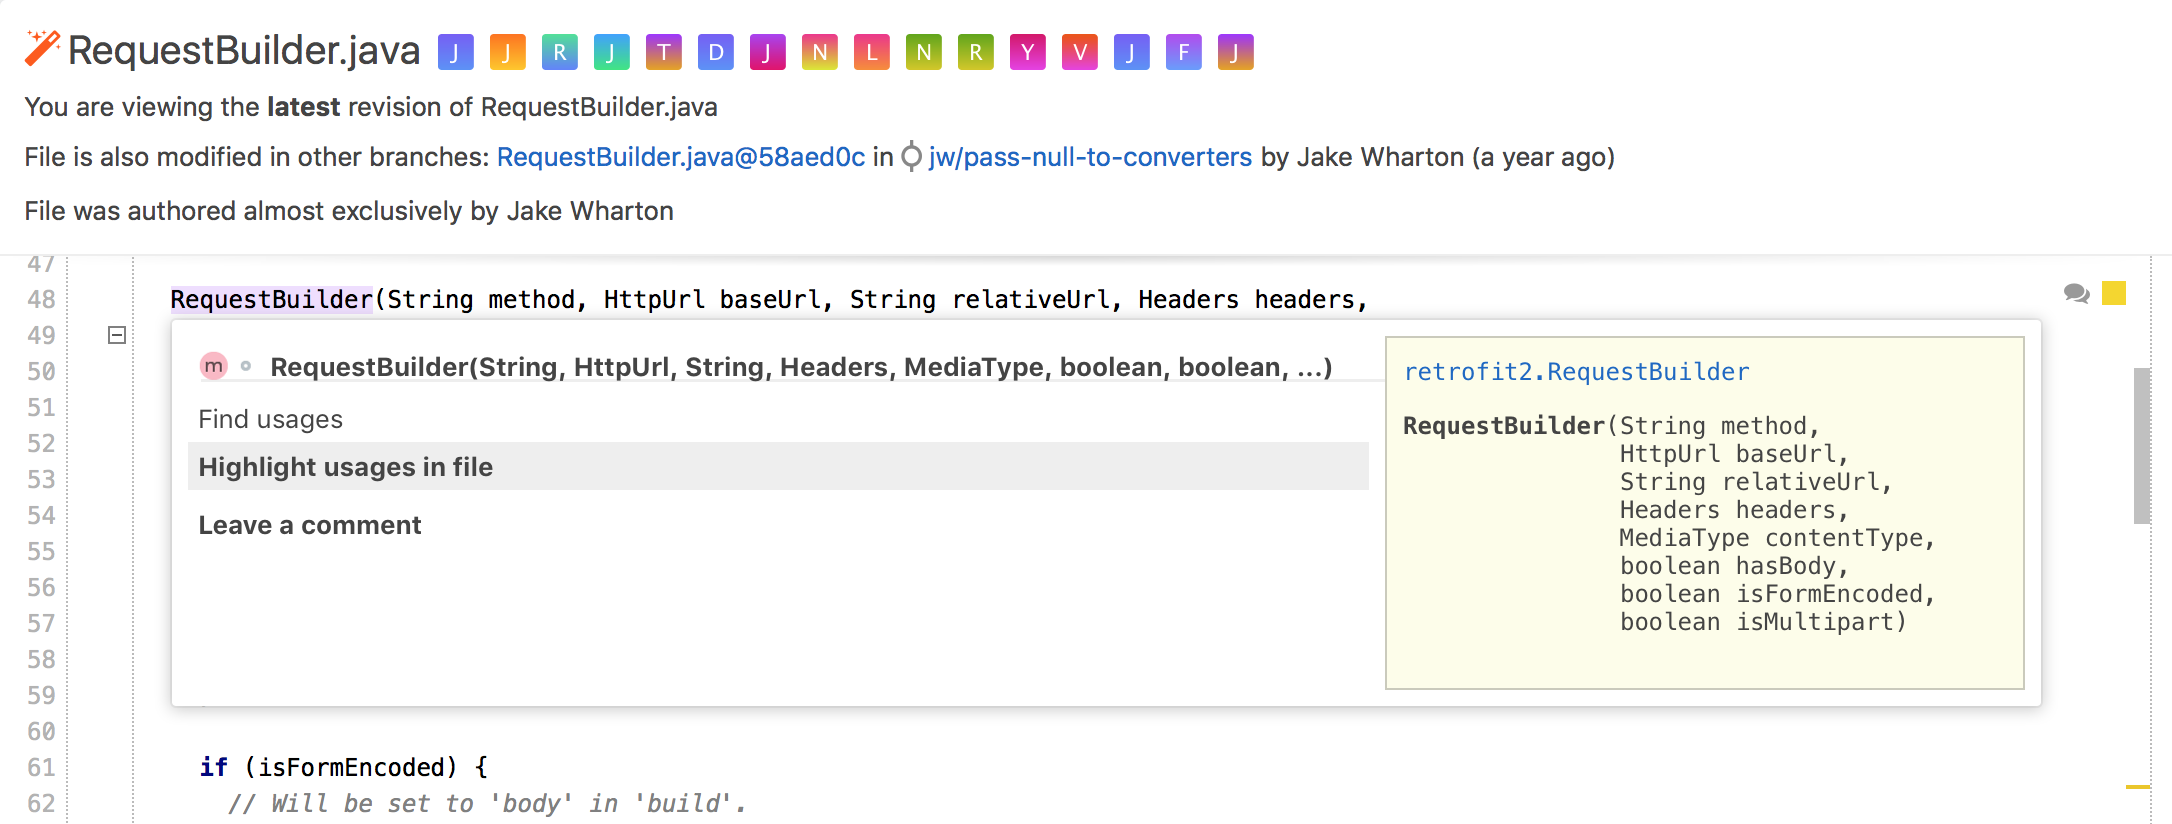 RequestBuilder.java J J R J T D J N L N R Y V J F J
You are viewing the latest revision of RequestBuilder.java
File is also modified in other branches: RequestBuilder.java@58aed0c in jw/pass-null-to-converters by Jake Wharton (a year ago)
File was authored almost exclusively by Jake Wharton
47
48 RequestBuilder(String method, HttpUrl baseUrl, String relativeUrl, Headers headers,
49
50
51
52
53
54
55
56
57
58
59
60
61 if (isFormEncoded) {
62 // Will be set to 'body' in 'build'.
m RequestBuilder(String, HttpUrl, String, Headers, MediaType, boolean, boolean, ...)
Find usages
Highlight usages in file
Leave a comment
retrofit2.RequestBuilder
RequestBuilder(String method,
HttpUrl baseUrl,
String relativeUrl,
Headers headers,
MediaType contentType,
boolean hasBody,
boolean isFormEncoded,
boolean isMultipart)